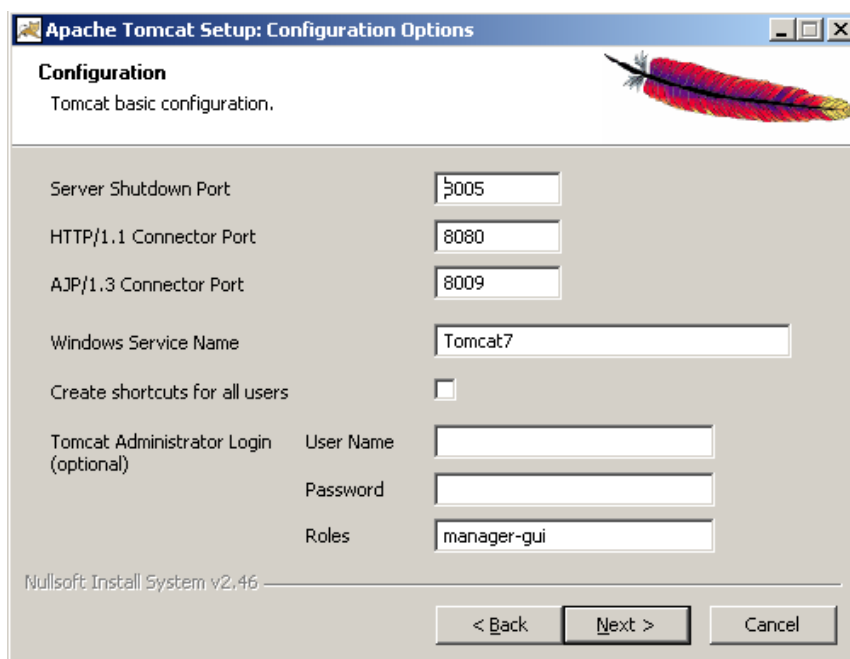 Apache Tomcat Setup: Configuration Options
Configuration
Tomcat basic configuration.
Server Shutdown Port 8005
HTTP/1.1 Connector Port 8080
AJP/1.3 Connector Port 8009
Windows Service Name Tomcat7
Create shortcuts for all users
Tomcat Administrator Login User Name
(optional)
Password
Roles manager-gui
Nullsoft Install System v2.46
< Back Next > Cancel